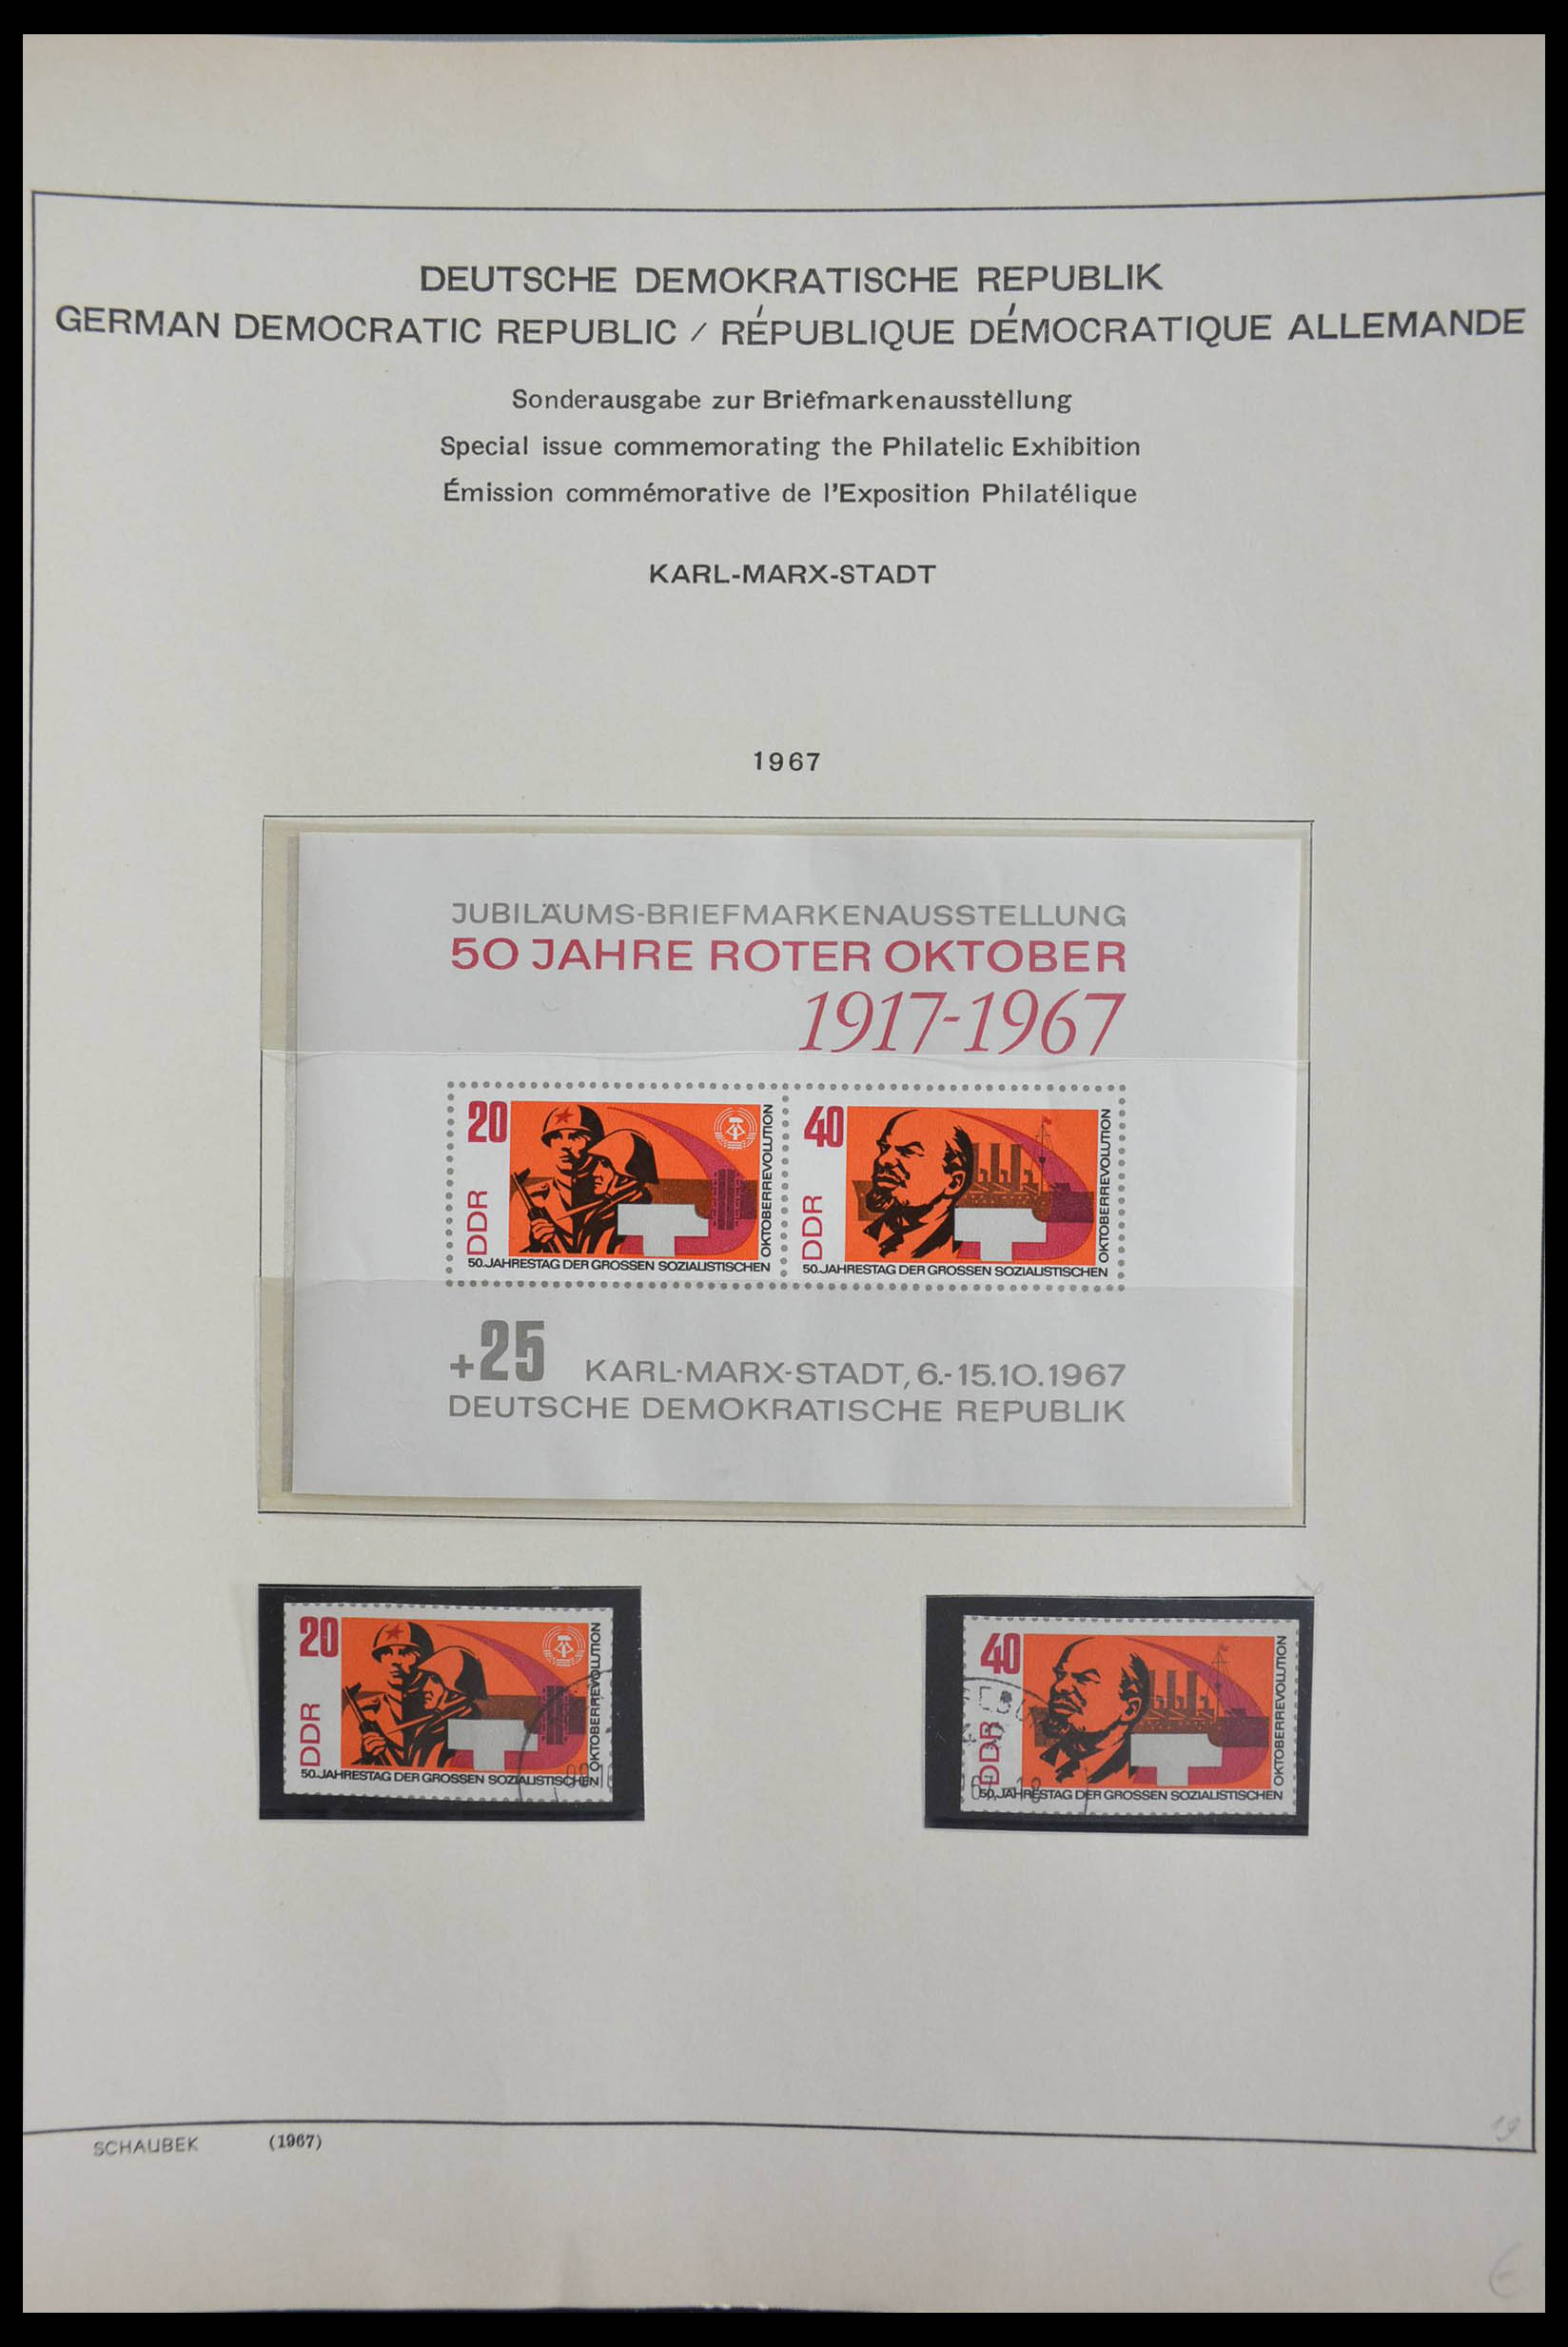 DEUTSCHE DEMOKRATISCHE REPUBLIK
GERMAN DEMOCRATIC REPUBLIC / RÉPUBLIQUE DÉMOCRATIQUE ALLEMANDE
Sonderausgabe zur Briefmarkenausstellung
Special issue commemorating the Philatelic Exhibition
Émission commémorative de l'Exposition Philatélique
KARL-MARX-STADT
1967
JUBILÄUMS-BRIEFMARKENAUSSTELLUNG
50 JAHRE ROTER OKTOBER
1917-1967
20
DDR
OKTOBERREVOLUTION
50.JAHRESTAG DER GROSSEN SOZIALISTISCHEN
40
DDR
OKTOBERREVOLUTION
50.JAHRESTAG DER GROSSEN SOZIALISTISCHEN
+25 KARL-MARX-STADT, 6.-15.10.1967
DEUTSCHE DEMOKRATISCHE REPUBLIK
20
DDR
OKTOBERREVOLUTION
50.JAHRESTAG DER GROSSEN SOZIALISTISCHEN
40
DDR
OKTOBERREVOLUTION
50.JAHRESTAG DER GROSSEN SOZIALISTISCHEN
SCHAUBEK (1967)
19